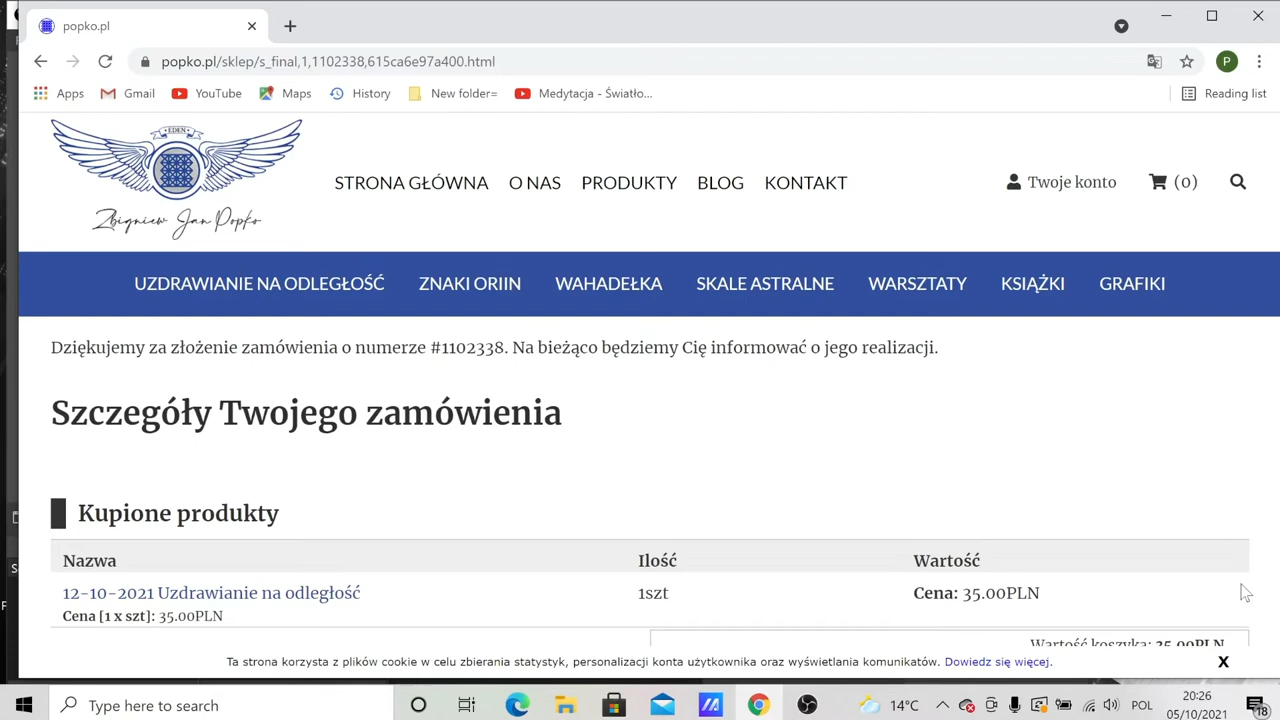 popko.pl
popko.pl/sklep/s_final,1,1102338,615ca6e97a400.html
P
Apps
Gmail
YouTube
Maps
History
New folder=
Medytacja - Światło...
Reading list
EDEN
Zbigniew Jan Popko
STRONA GŁÓWNA
O NAS
PRODUKTY
BLOG
KONTAKT
Twoje konto
(0)
UZDRAWIANIE NA ODLEGŁOŚĆ
ZNAKI ORIIN
WAHADEŁKA
SKALE ASTRALNE
WARSZTATY
KSIĄŻKI
GRAFIKI
Dziękujemy za złożenie zamówienia o numerze #1102338. Na bieżąco będziemy Cię informować o jego realizacji.
Szczegóły Twojego zamówienia
Kupione produkty
Nazwa
Ilość
Wartość
12-10-2021 Uzdrawianie na odległość
1szt
Cena: 35.00PLN
Cena [1 x szt]: 35.00PLN
Wartość koszyka: 35.00PLN
Ta strona korzysta z plików cookie w celu zbierania statystyk, personalizacji konta użytkownika oraz wyświetlania komunikatów. Dowiedz się więcej.
X
Type here to search
14°C
POL
20:26
05/10/2021
18